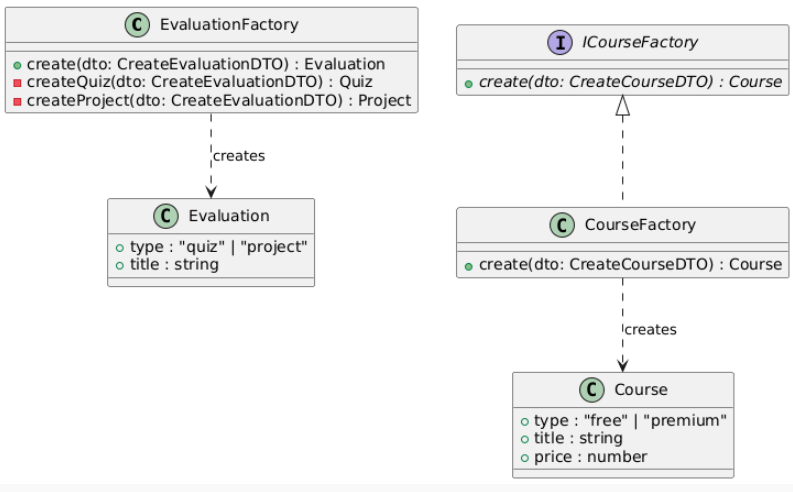 C EvaluationFactory
create(dto: CreateEvaluationDTO) : Evaluation
createQuiz(dto: CreateEvaluationDTO) : Quiz
createProject(dto: CreateEvaluationDTO) : Project
creates
C Evaluation
type : "quiz" | "project"
title : string
I ICourseFactory
create(dto: CreateCourseDTO) : Course
C CourseFactory
create(dto: CreateCourseDTO) : Course
creates
C Course
type : "free" | "premium"
title : string
price : number